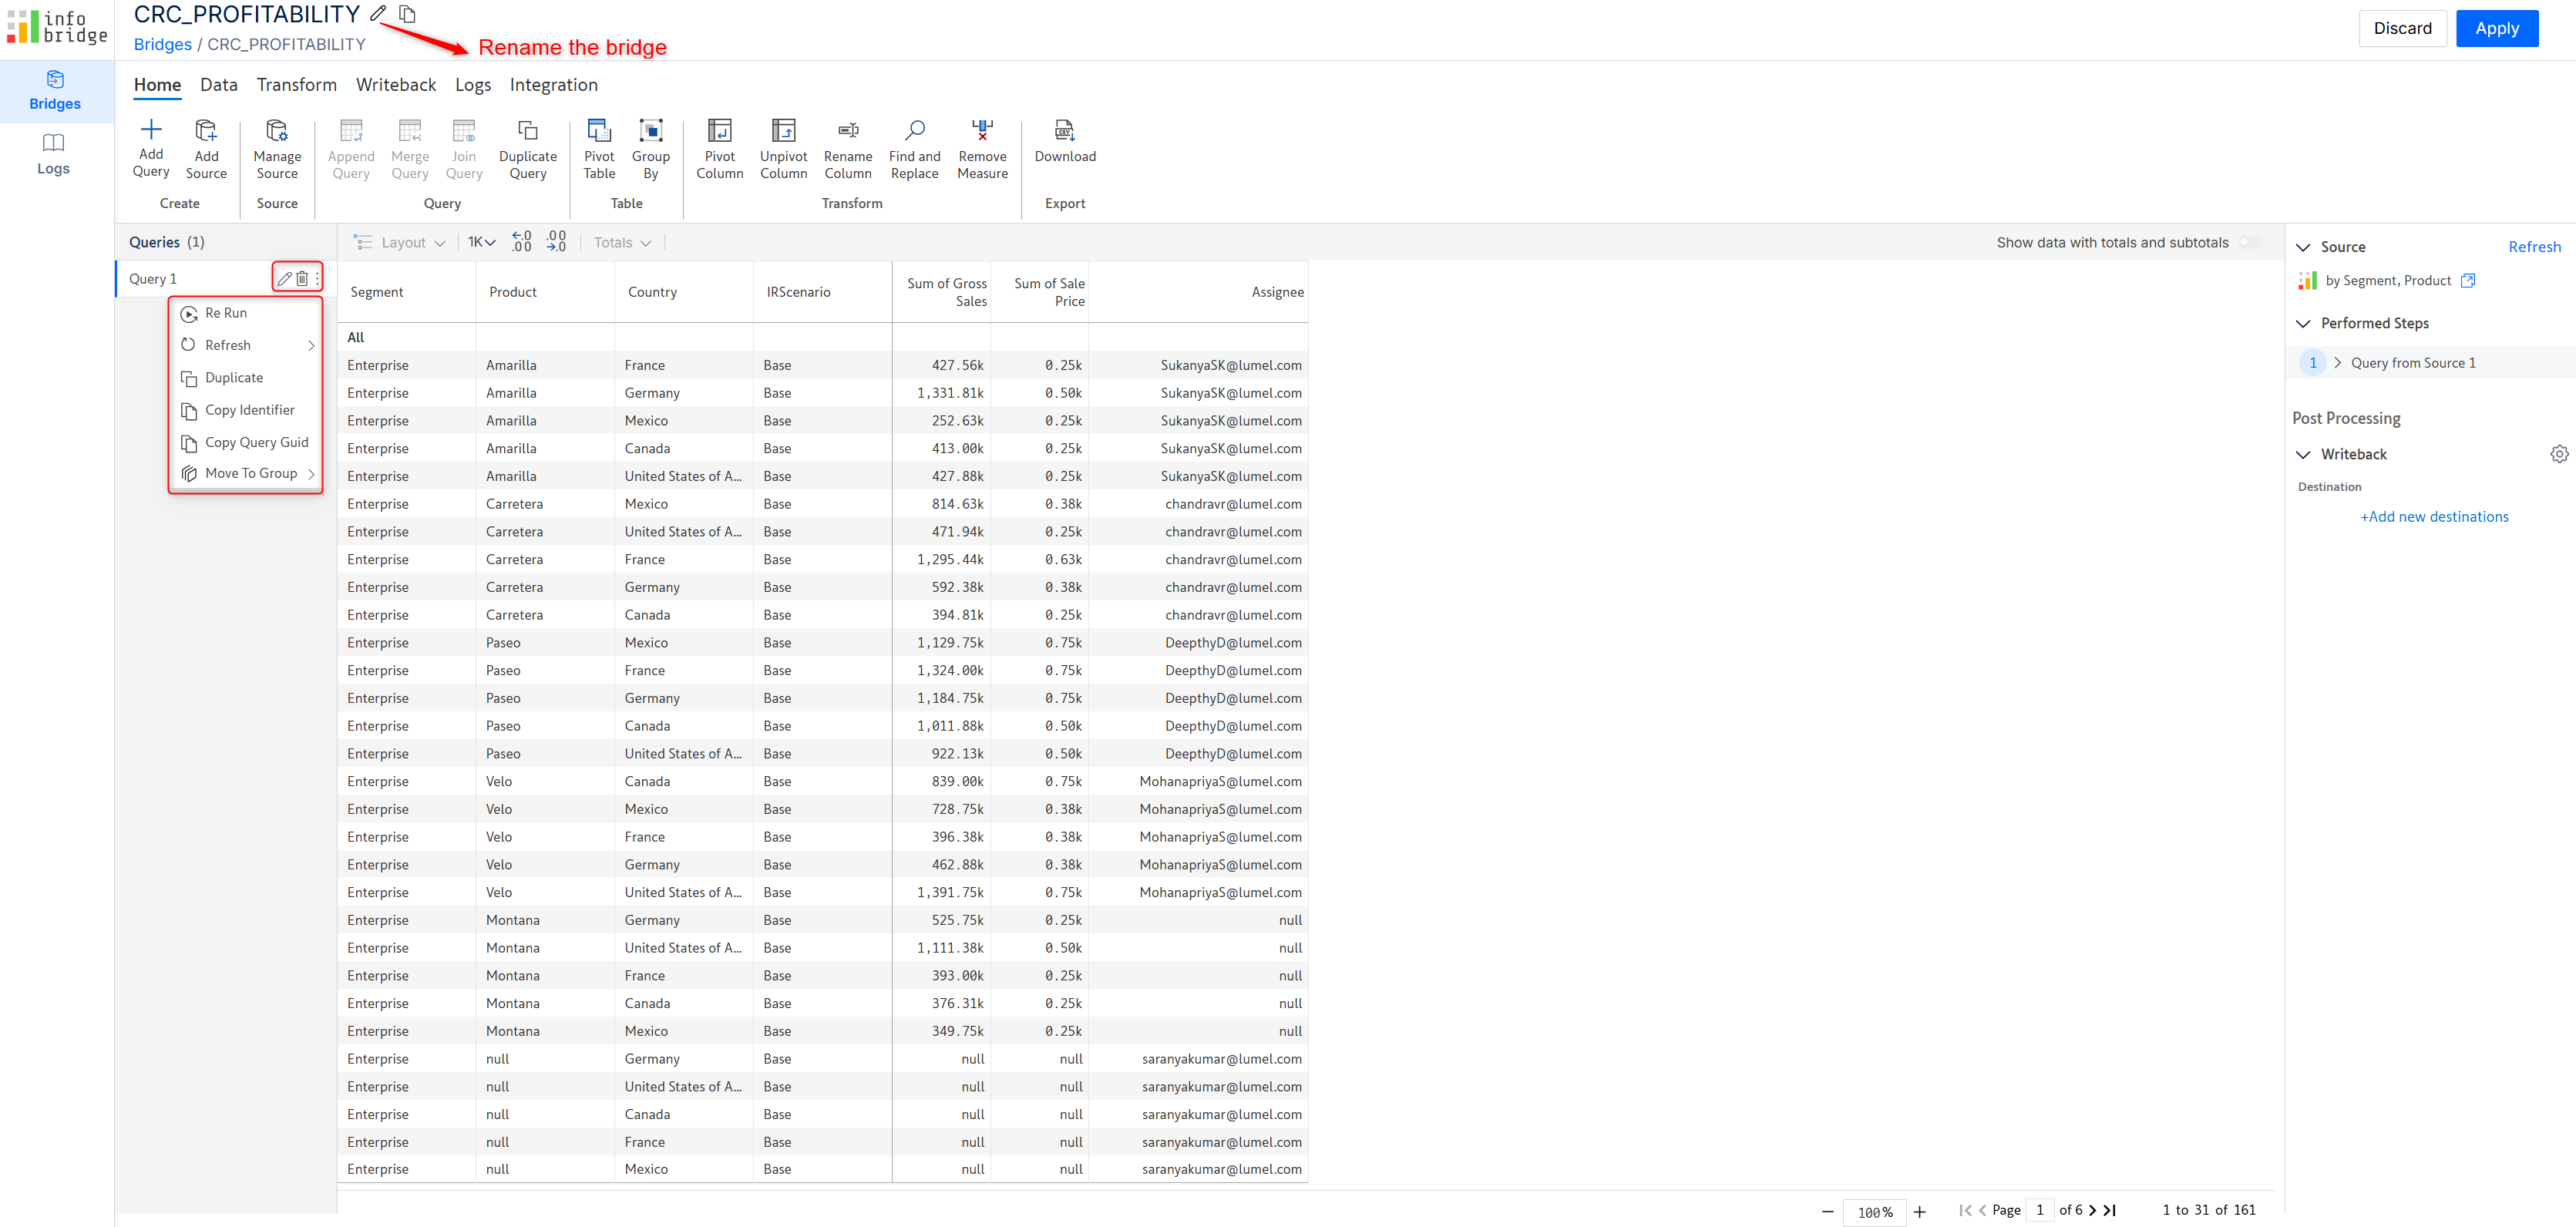 info
bridge
CRC_PROFITABILITY
Bridges / CRC_PROFITABILITY
Rename the bridge
Discard
Apply
Bridges
Logs
Home Data Transform Writeback Logs Integration
Add
Query
Add
Source
Manage
Source
Append
Query
Merge
Query
Join
Query
Duplicate
Query
Pivot
Table
Group
By
Pivot
Column
Unpivot
Column
Rename
Column
Find and
Replace
Remove
Measure
CSV
Download
Create
Source
Query
Table
Transform
Export
Queries (1)
Query 1
Re Run
Refresh
Duplicate
Copy Identifier
Copy Query Guid
Move To Group
Layout 1K .0 .00 .00 .0 Totals
Show data with totals and subtotals
Segment Product Country IRScenario Sum of Gross Sales Sum of Sale Price Assignee
All
Enterprise Amarilla France Base 427.56k 0.25k SukanyaSK@lumel.com
Enterprise Amarilla Germany Base 1,331.81k 0.50k SukanyaSK@lumel.com
Enterprise Amarilla Mexico Base 252.63k 0.25k SukanyaSK@lumel.com
Enterprise Amarilla Canada Base 413.00k 0.25k SukanyaSK@lumel.com
Enterprise Amarilla United States of A... Base 427.88k 0.25k SukanyaSK@lumel.com
Enterprise Carretera Mexico Base 814.63k 0.38k chandravr@lumel.com
Enterprise Carretera United States of A... Base 471.94k 0.25k chandravr@lumel.com
Enterprise Carretera France Base 1,295.44k 0.63k chandravr@lumel.com
Enterprise Carretera Germany Base 592.38k 0.38k chandravr@lumel.com
Enterprise Carretera Canada Base 394.81k 0.25k chandravr@lumel.com
Enterprise Paseo Mexico Base 1,129.75k 0.75k DeepthyD@lumel.com
Enterprise Paseo France Base 1,324.00k 0.75k DeepthyD@lumel.com
Enterprise Paseo Germany Base 1,184.75k 0.75k DeepthyD@lumel.com
Enterprise Paseo Canada Base 1,011.88k 0.50k DeepthyD@lumel.com
Enterprise Paseo United States of A... Base 922.13k 0.50k DeepthyD@lumel.com
Enterprise Velo Canada Base 839.00k 0.75k MohanapriyaS@lumel.com
Enterprise Velo Mexico Base 728.75k 0.38k MohanapriyaS@lumel.com
Enterprise Velo France Base 396.38k 0.38k MohanapriyaS@lumel.com
Enterprise Velo Germany Base 462.88k 0.38k MohanapriyaS@lumel.com
Enterprise Velo United States of A... Base 1,391.75k 0.75k MohanapriyaS@lumel.com
Enterprise Montana Germany Base 525.75k 0.25k null
Enterprise Montana United States of A... Base 1,111.38k 0.50k null
Enterprise Montana France Base 393.00k 0.25k null
Enterprise Montana Canada Base 376.31k 0.25k null
Enterprise Montana Mexico Base 349.75k 0.25k null
Enterprise null Germany Base null null saranyakumar@lumel.com
Enterprise null United States of A... Base null null saranyakumar@lumel.com
Enterprise null Canada Base null null saranyakumar@lumel.com
Enterprise null France Base null null saranyakumar@lumel.com
Enterprise null Mexico Base null null saranyakumar@lumel.com
100%
Page 1 of 6
1 to 31 of 161
Source Refresh
by Segment, Product
Performed Steps
1 Query from Source 1
Post Processing
Writeback
Destination
+Add new destinations